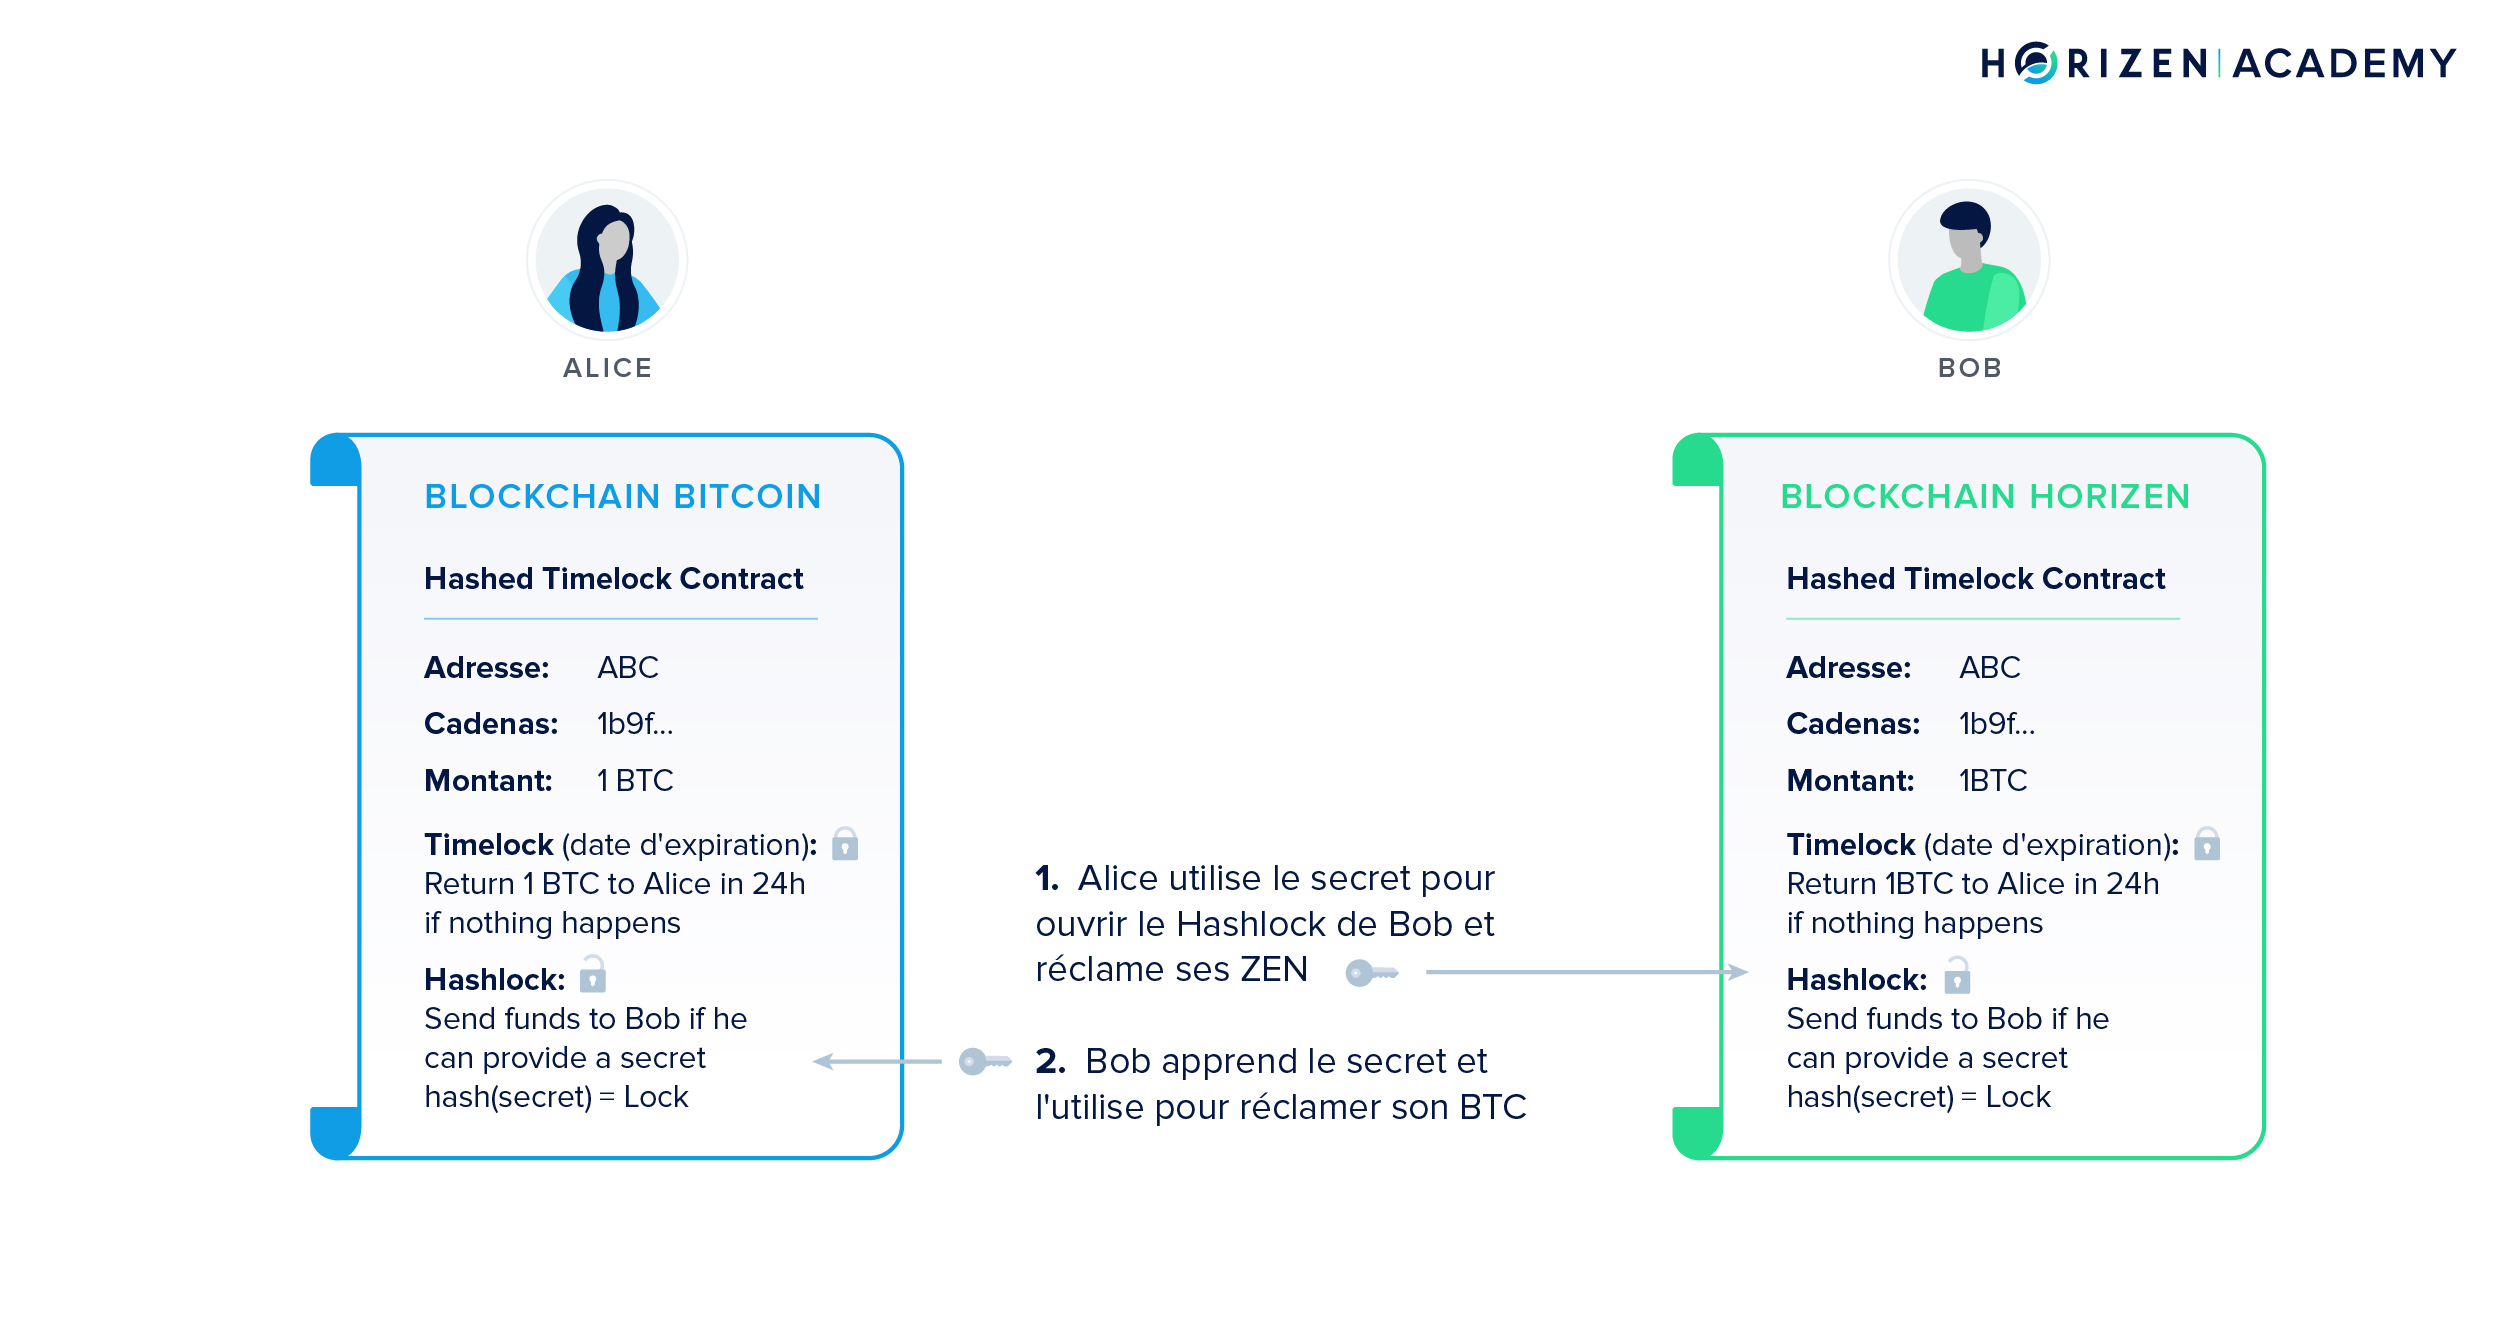 HORIZEN | ACADEMY
ALICE
BLOCKCHAIN BITCOIN
Hashed Timelock Contract
Adresse: ABC
Cadenas: 1b9f...
Montant: 1 BTC
Timelock (date d'expiration):
Return 1 BTC to Alice in 24h
if nothing happens
Hashlock:
Send funds to Bob if he
can provide a secret
hash(secret) = Lock
1. Alice utilise le secret pour
ouvrir le Hashlock de Bob et
réclame ses ZEN
2. Bob apprend le secret et
l'utilise pour réclamer son BTC
BOB
BLOCKCHAIN HORIZEN
Hashed Timelock Contract
Adresse: ABC
Cadenas: 1b9f...
Montant: 1BTC
Timelock (date d'expiration):
Return 1BTC to Alice in 24h
if nothing happens
Hashlock:
Send funds to Bob if he
can provide a secret
hash(secret) = Lock